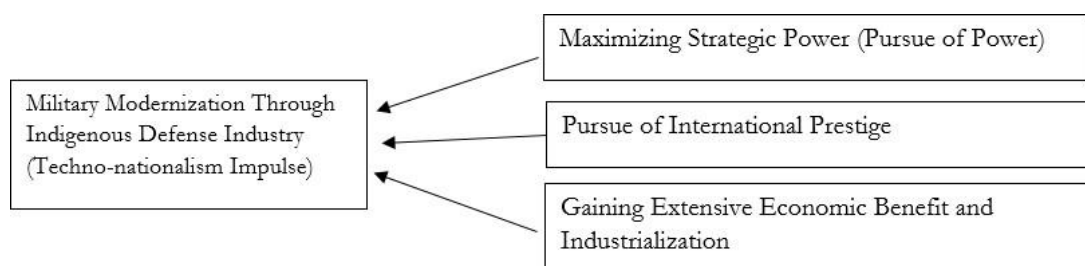 Maximizing Strategic Power (Pursue of Power)
Military Modernization Through
Indigenous Defense Industry
(Techno-nationalism Impulse)
Pursue of International Prestige
Gaining Extensive Economic Benefit and
Industrialization